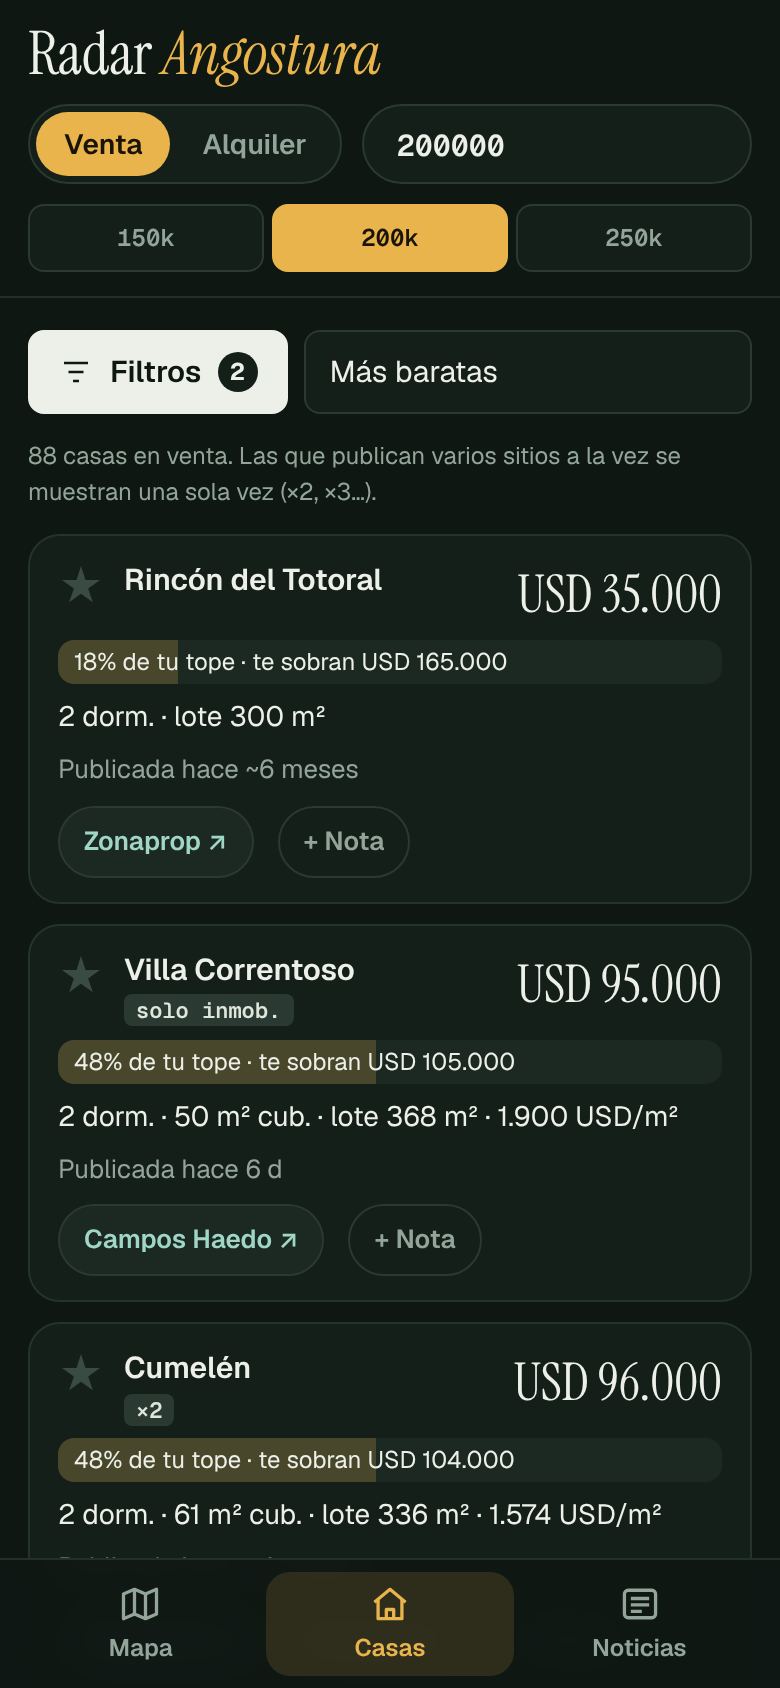 Radar Angostura
Venta
Alquiler
200000
150k
200k
250k
Filtros 2
Más baratas
88 casas en venta. Las que publican varios sitios a la vez se
muestran una sola vez (×2, ×3…).
Rincón del Totoral
USD 35.000
18% de tu tope · te sobran USD 165.000
2 dorm. · lote 300 m²
Publicada hace ~6 meses
Zonaprop ↗
+ Nota
Villa Correntoso
USD 95.000
solo inmob.
48% de tu tope · te sobran USD 105.000
2 dorm. · 50 m² cub. · lote 368 m² · 1.900 USD/m²
Publicada hace 6 d
Campos Haedo ↗
+ Nota
Cumelén
USD 96.000
×2
48% de tu tope · te sobran USD 104.000
2 dorm. · 61 m² cub. · lote 336 m² · 1.574 USD/m²
Mapa
Casas
Noticias